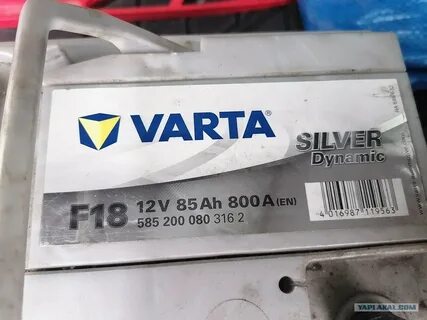 VARTA
SILVER
Dynamic
F18
12V 85Ah 800A(EN)
585 200 080 316 2
4 016987 119563
YAPLAKAL.COM